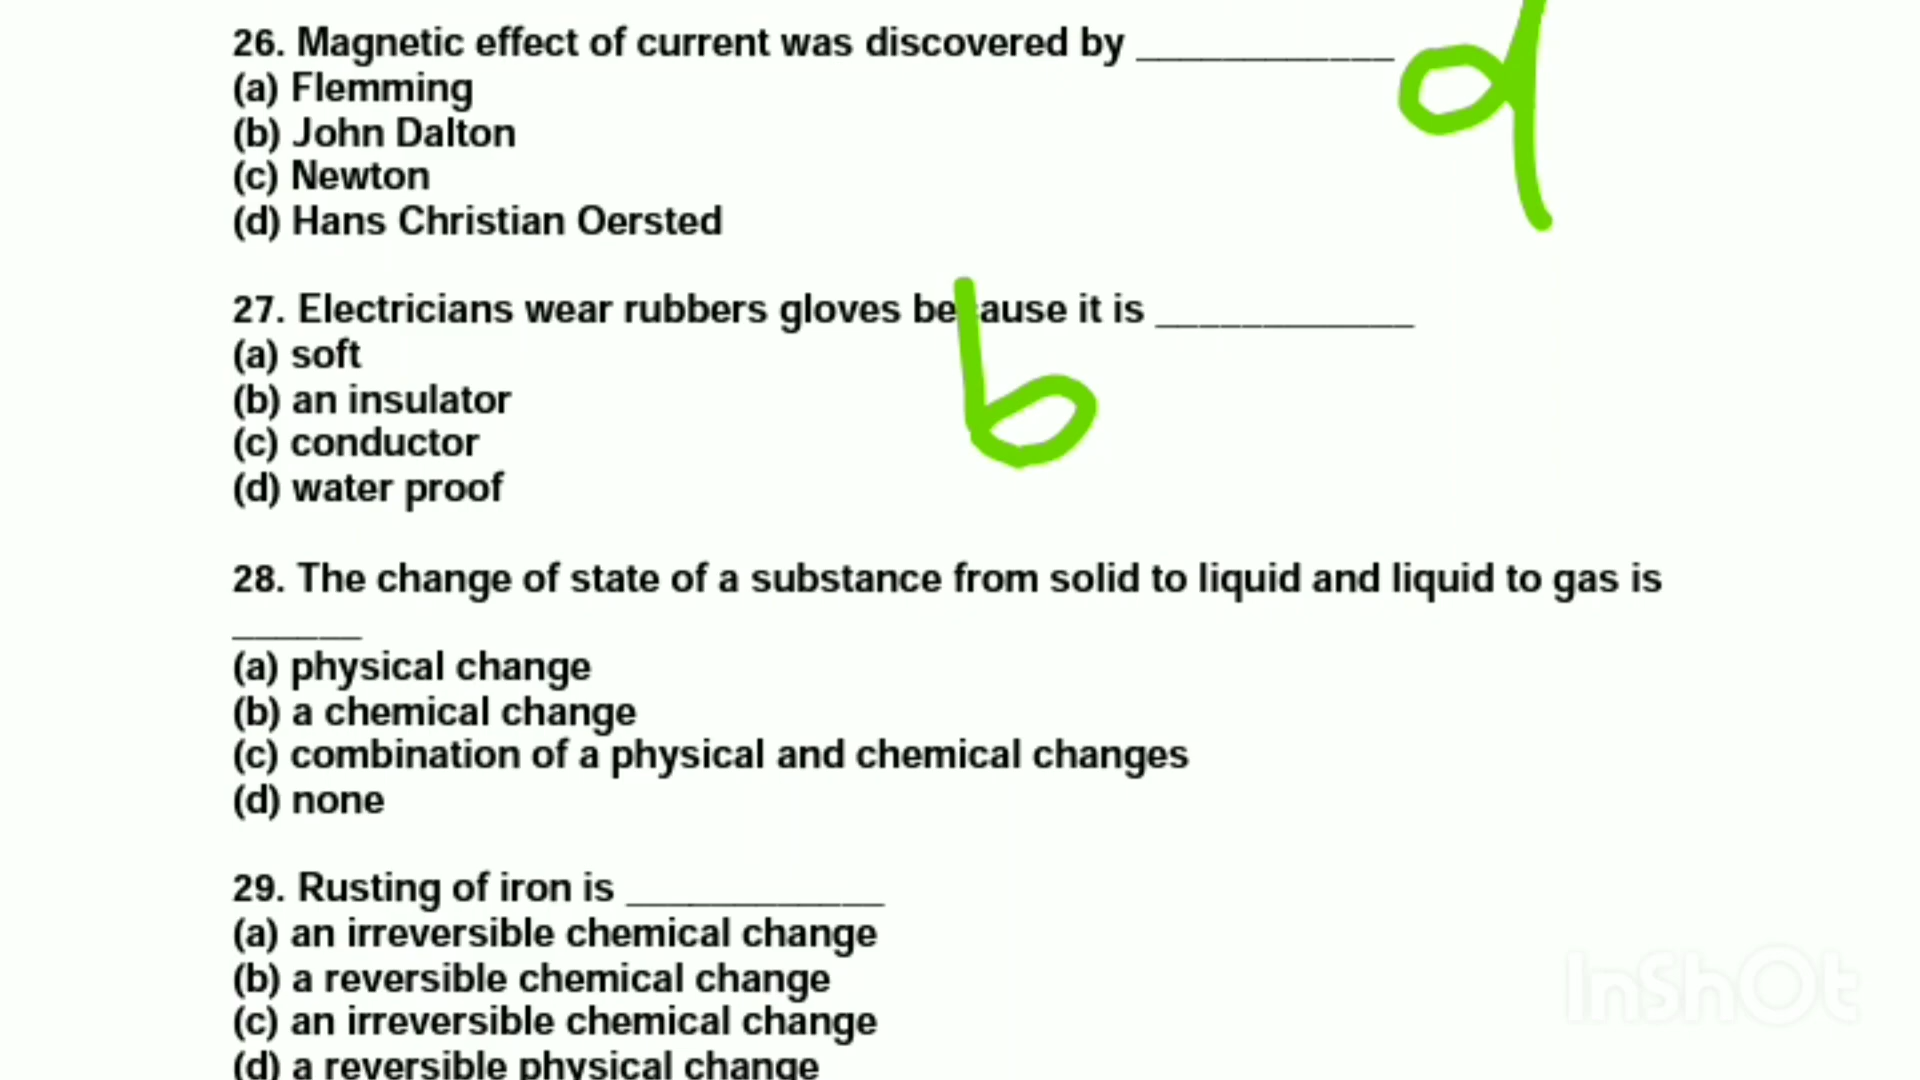 26. Magnetic effect of current was discovered by ____________ d
(a) Flemming
(b) John Dalton
(c) Newton
(d) Hans Christian Oersted
27. Electricians wear rubbers gloves because it is ____________
b
(a) soft
(b) an insulator
(c) conductor
(d) water proof
28. The change of state of a substance from solid to liquid and liquid to gas is
______
(a) physical change
(b) a chemical change
(c) combination of a physical and chemical changes
(d) none
29. Rusting of iron is ____________
(a) an irreversible chemical change
(b) a reversible chemical change
(c) an irreversible chemical change
(d) a reversible physical change
InShOt